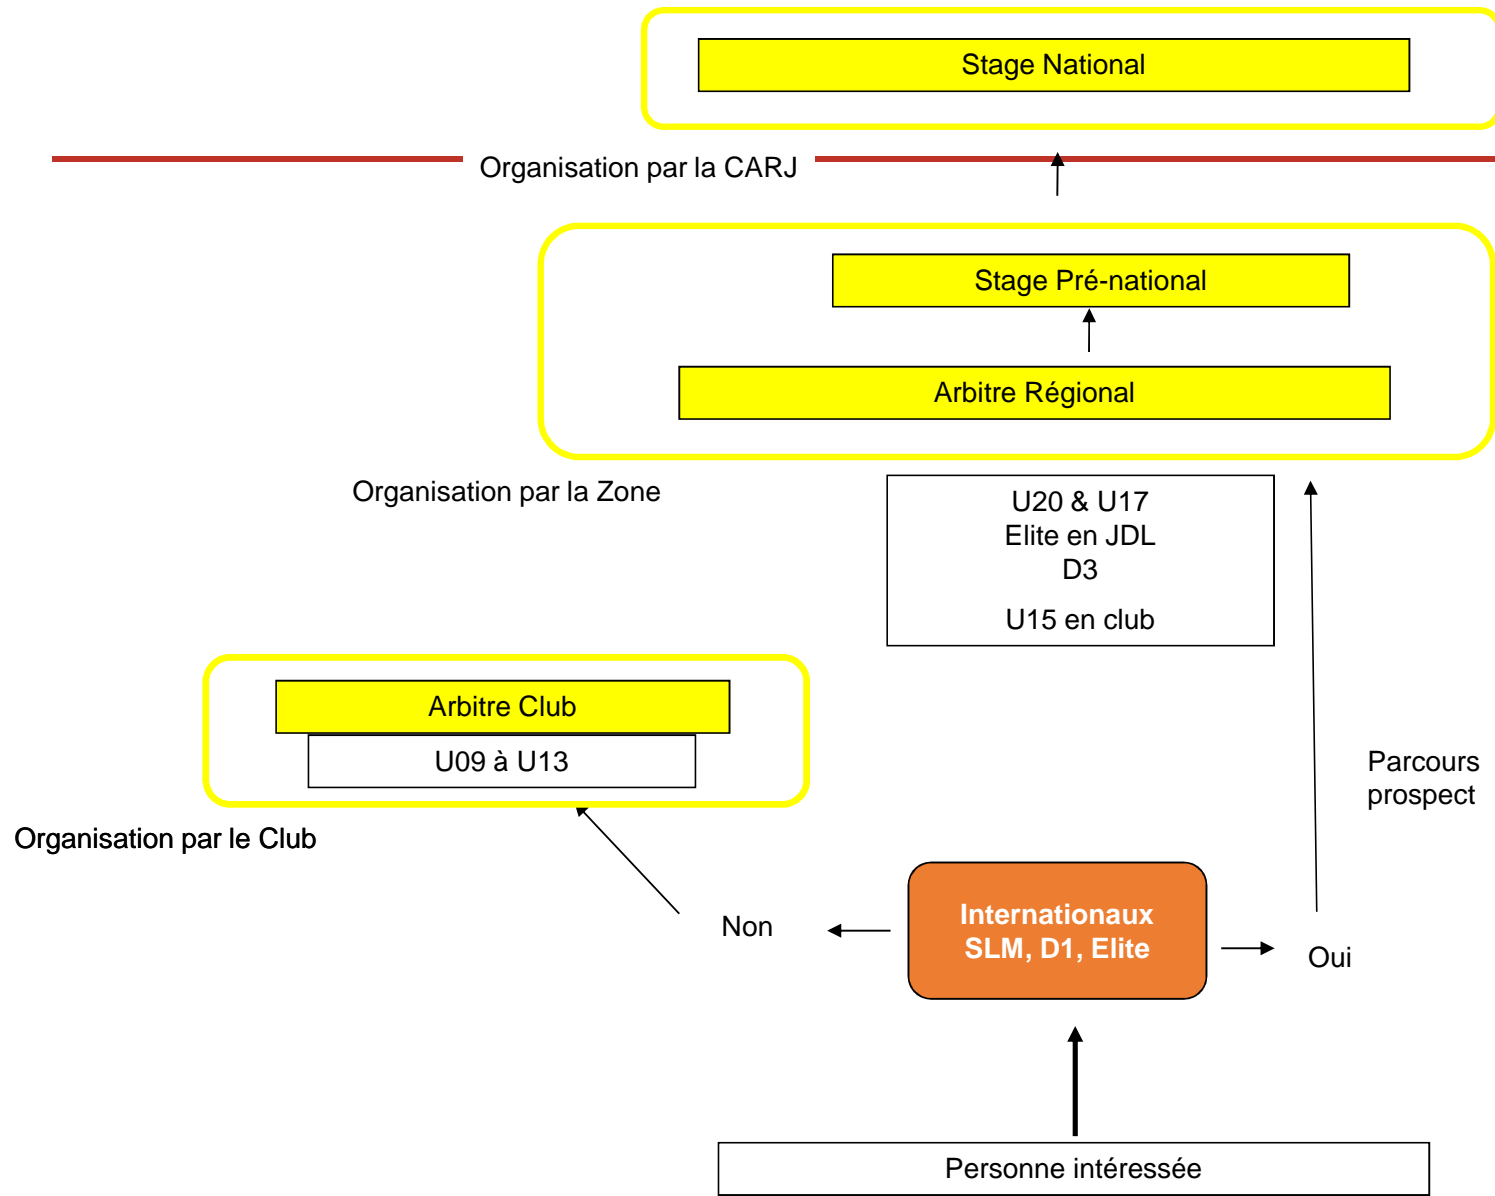 Stage National
Organisation par la CARJ
Stage Pré-national
Arbitre Régional
Organisation par la Zone
U20 & U17
Elite en JDL
D3
U15 en club
Arbitre Club
U09 à U13
Parcours
prospect
Organisation par le Club
Internationaux
SLM, D1, Elite
Non
Oui
Personne intéressée